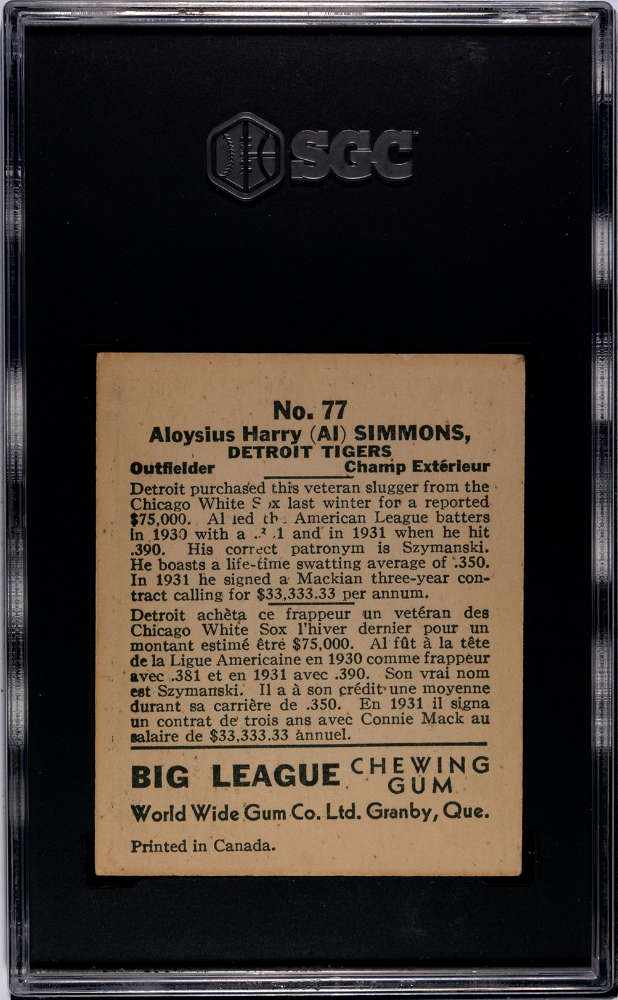 SGC
No. 77
Aloysius Harry (Al) SIMMONS,
DETROIT TIGERS
Outfielder Champ Extérieur
Detroit purchased this veteran slugger from the
Chicago White last winter for a reported
$75,000. Al led American League batters
in 1930 with a and in 1931 when he hit
.390. His correct patronym is Szymanski.
He boasts a life-time swatting average of .350.
In 1931 he signed a Mackian three-year con-
tract calling for $33,333.33 per annum.
Detroit achèta ce frappeur un vetéran des
Chicago White Sox l'hiver dernier pour un
montant estimé êtré $75,000. Al fût à la tête
de la Ligue Americaine en 1930 comme frappeur
avec .381 et en 1931 avec .390. Son vrai nom
est Szymanski. Il a à son crédit une moyenne
durant sa carrière de .350. En 1931 il signa
un contrat de trois ans avec Connie Mack au
salaire de $33,333.33 annuel.
BIG LEAGUE CHEWING GUM
World Wide Gum Co. Ltd. Granby, Que.
Printed in Canada.